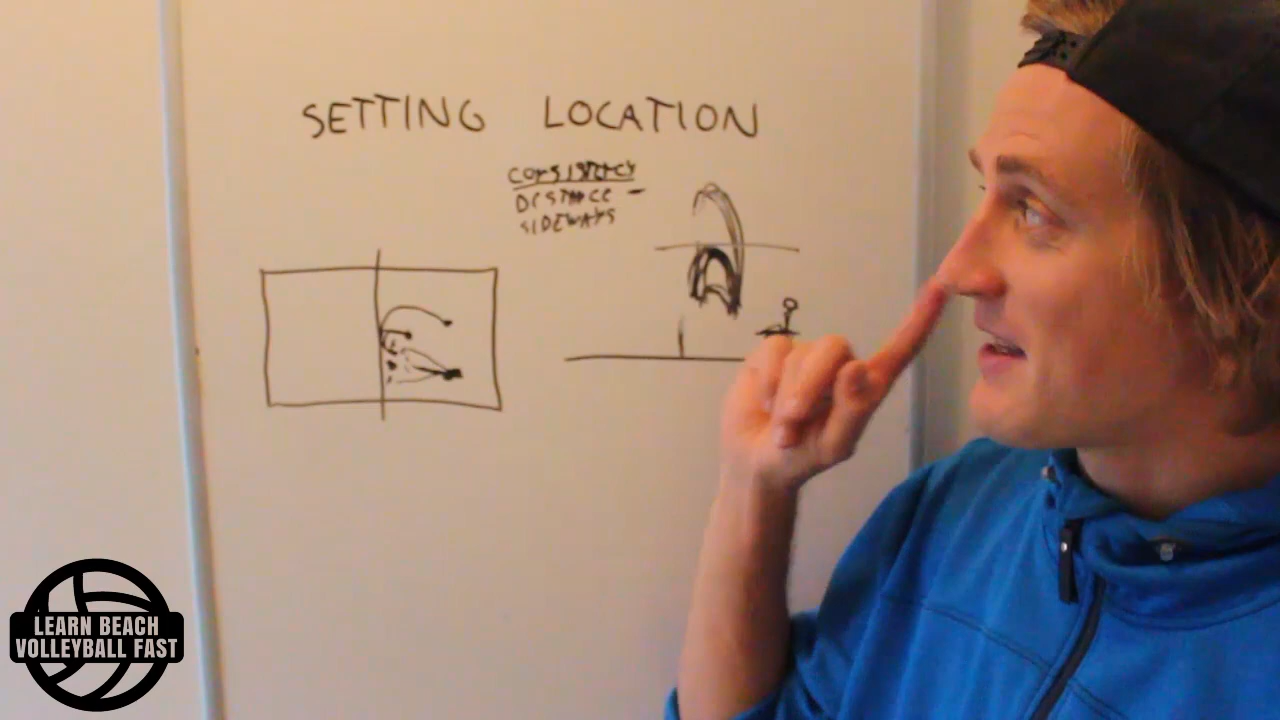 SETTING LOCATION
CONSISTENCY
DISTANCE -
SIDEWAYS
LEARN BEACH
VOLLEYBALL FAST